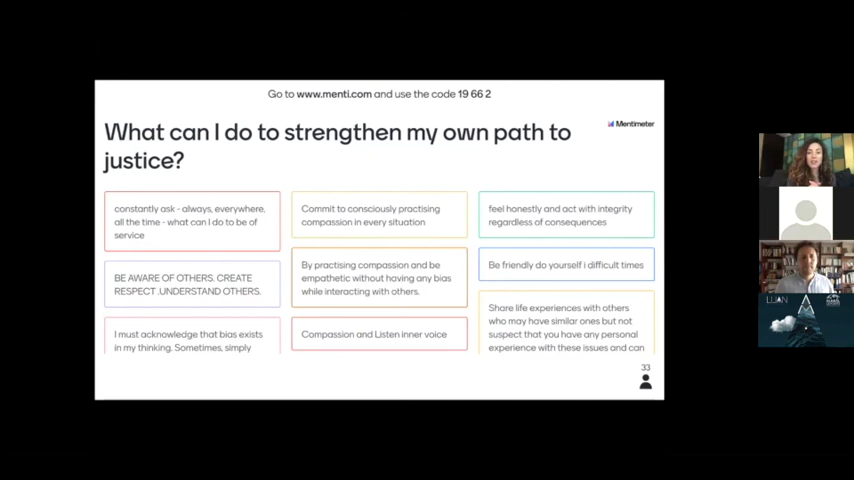 Go to www.menti.com and use the code 19 66 2
Mentimeter
What can I do to strengthen my own path to
justice?
constantly ask - always, everywhere,
all the time - what can I do to be of
service
BE AWARE OF OTHERS. CREATE
RESPECT .UNDERSTAND OTHERS.
I must acknowledge that bias exists
in my thinking. Sometimes, simply
Commit to consciously practising
compassion in every situation
By practising compassion and be
empathetic without having any bias
while interacting with others.
Compassion and Listen inner voice
feel honestly and act with integrity
regardless of consequences
Be friendly do yourself i difficult times
Share life experiences with others
who may have similar ones but not
suspect that you have any personal
experience with these issues and can
33